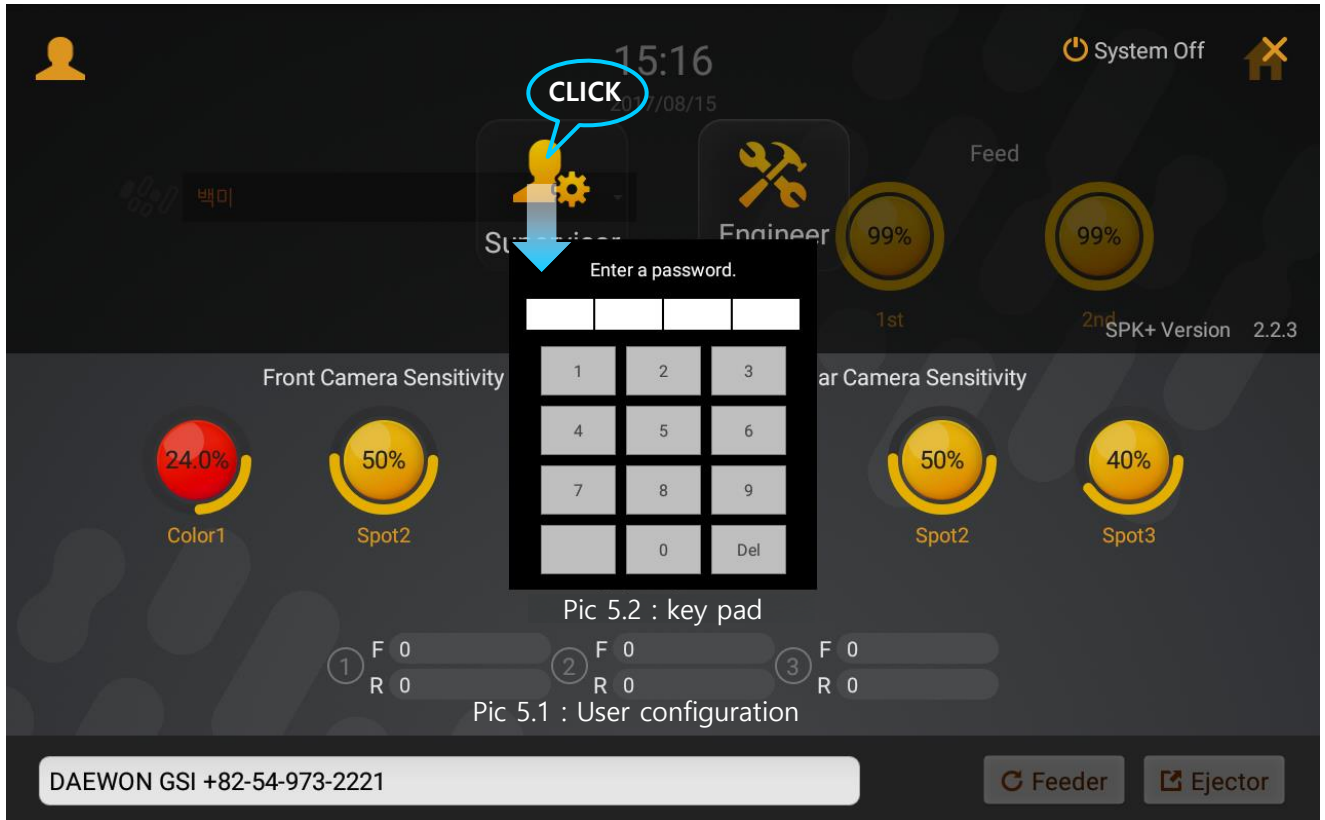 15:16
System Off
CLICK
2017/08/15
Feed
백미
Supervisor
Engineer
99%
99%
Enter a password.
1st
2nd
SPK+ Version 2.2.3
Front Camera Sensitivity
ar Camera Sensitivity
1 2 3
4 5 6
7 8 9
0 Del
24.0%
50%
50%
40%
Color1
Spot2
Spot2
Spot3
Pic 5.2 : key pad
1 F 0
R 0
2 F 0
R 0
3 F 0
R 0
Pic 5.1 : User configuration
DAEWON GSI +82-54-973-2221
Feeder
Ejector